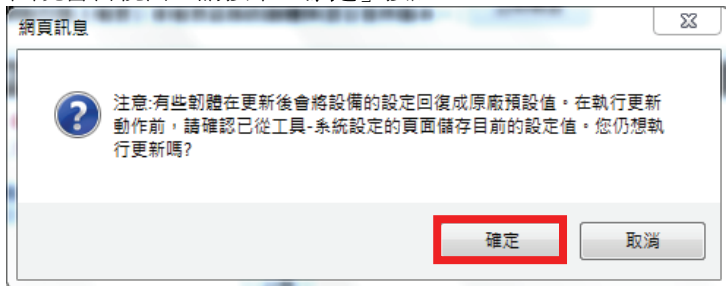 網頁訊息
注意:有些韌體在更新後會將設備的設定回復成原廠預設值。在執行更新
動作前，請確認已從工具-系統設定的頁面儲存目前的設定值。您仍想執
行更新嗎?
確定
取消